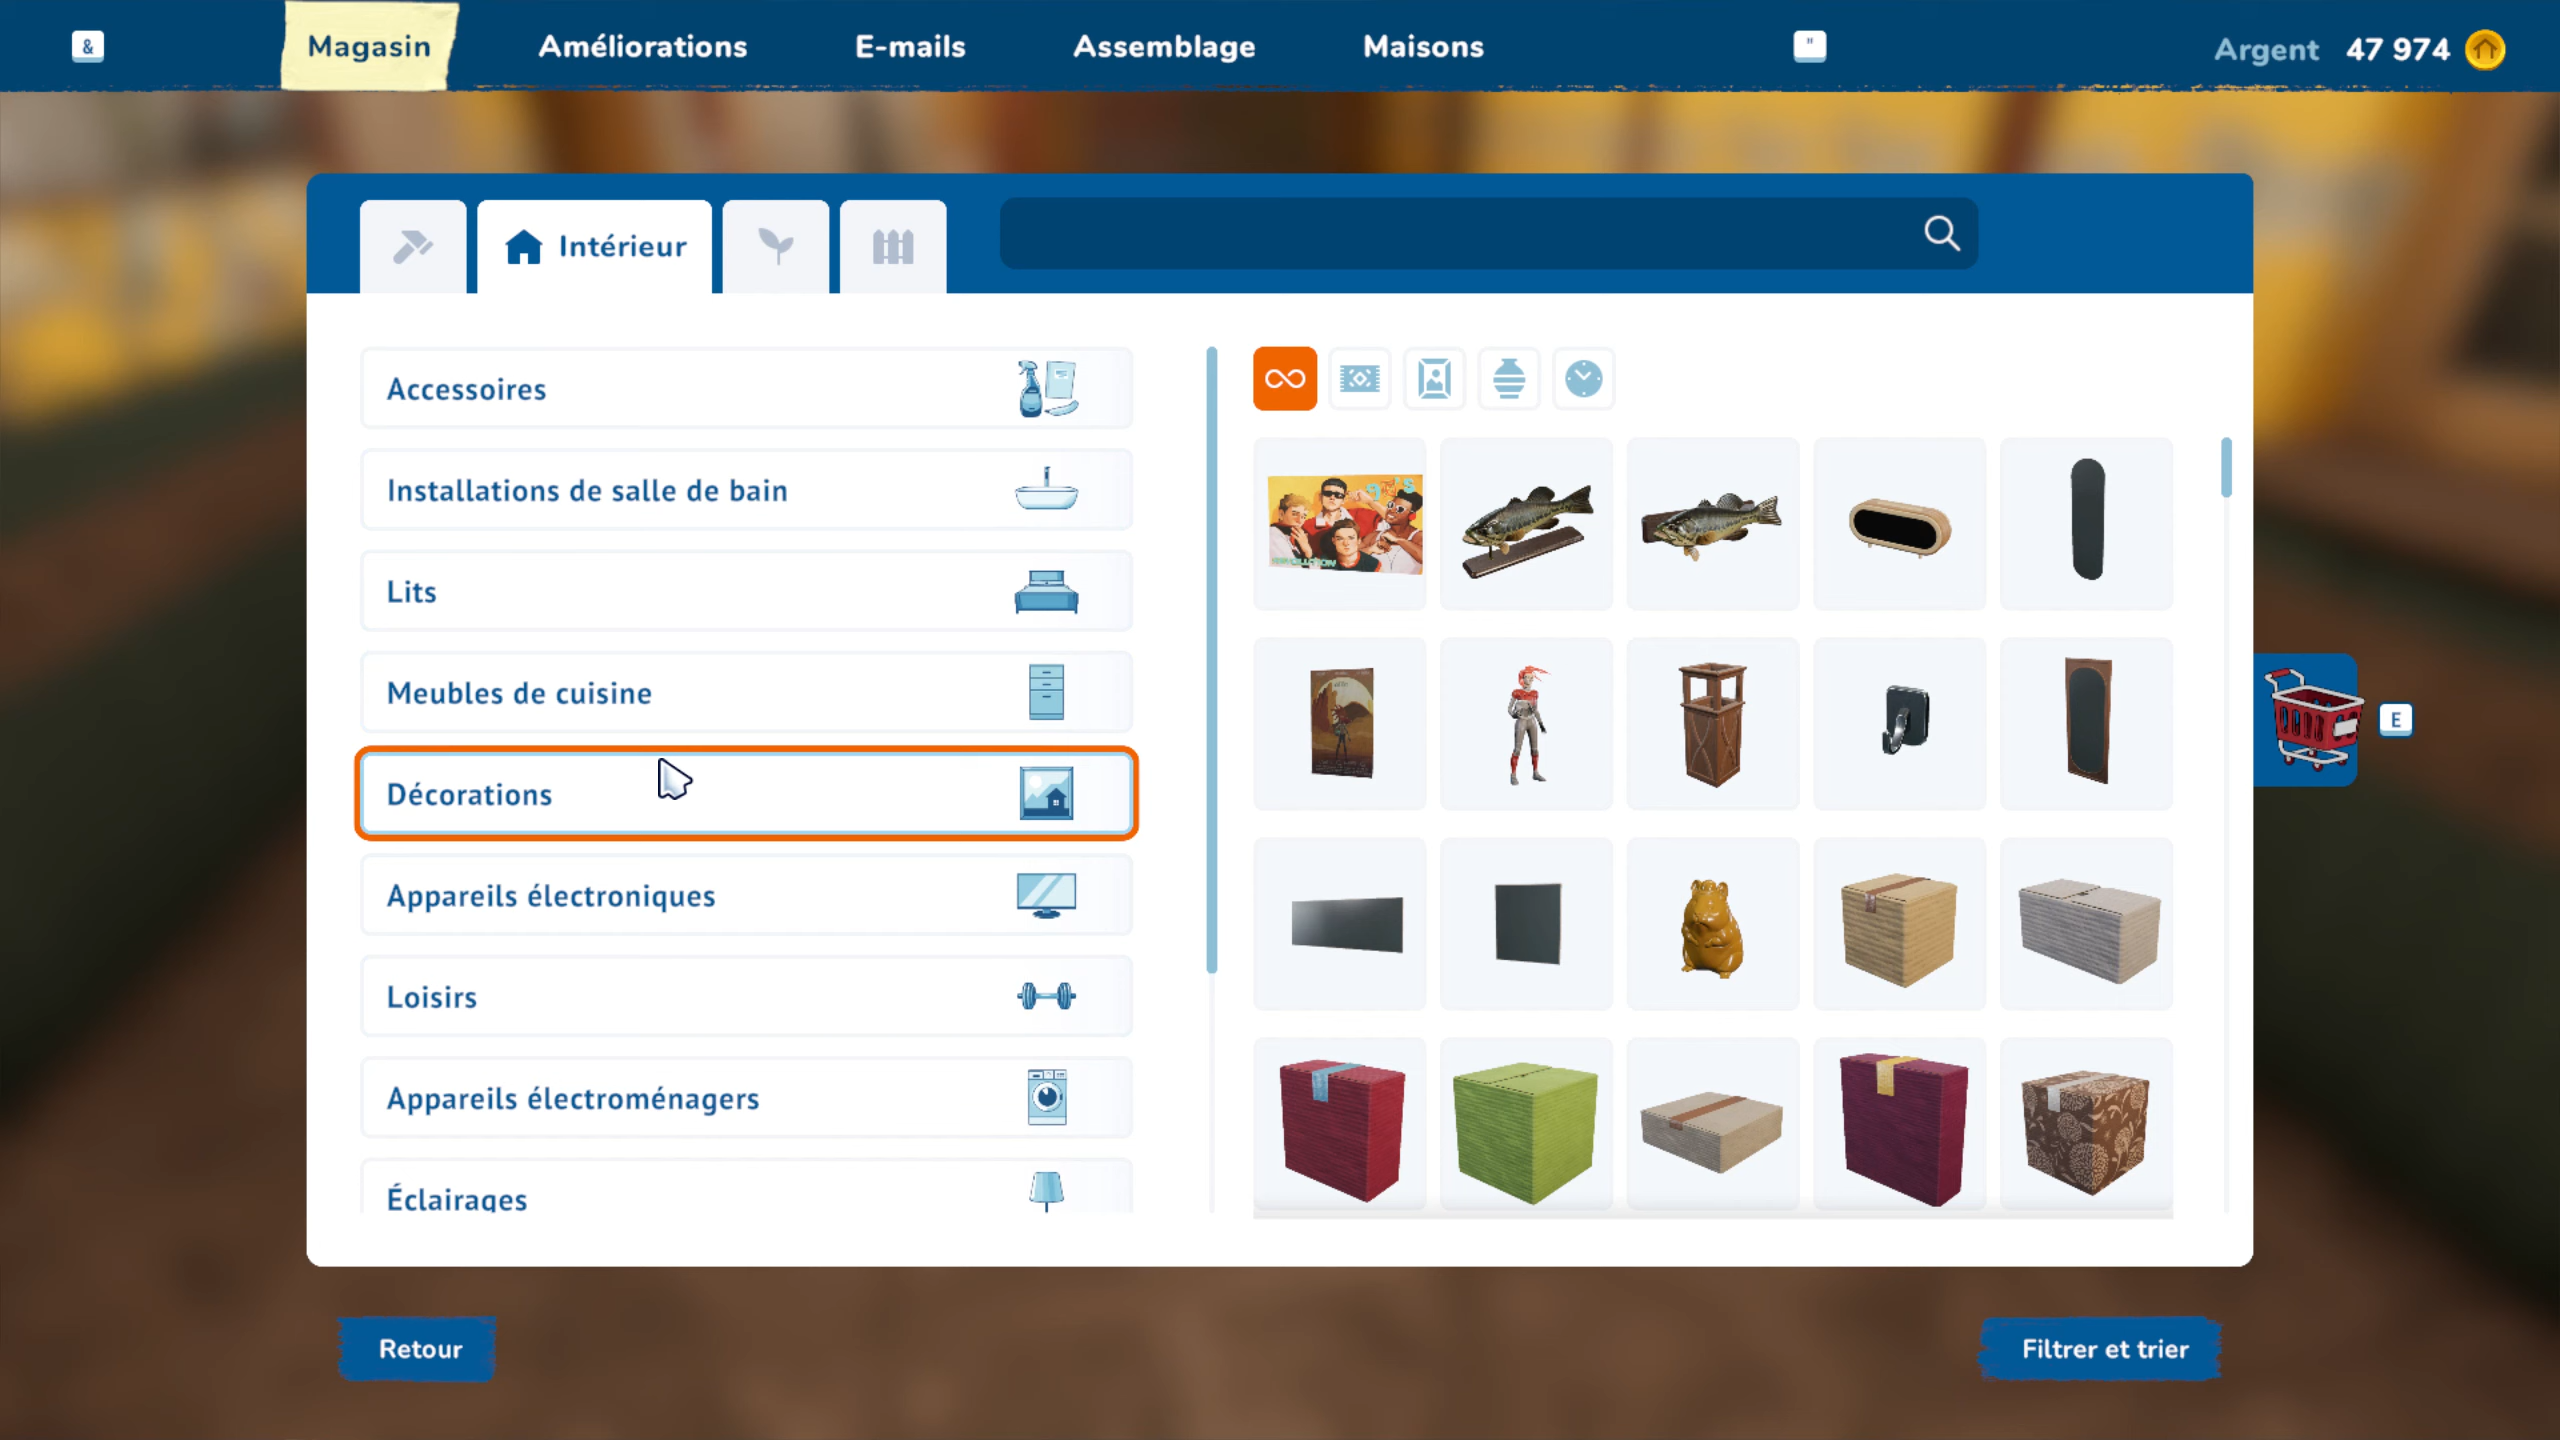 & Magasin Améliorations E-mails Assemblage Maisons " Argent 47 974
Intérieur
Accessoires
Installations de salle de bain
Lits
Meubles de cuisine
E
Décorations
Appareils électroniques
Loisirs
Appareils électroménagers
Éclairages
Retour Filtrer et trier